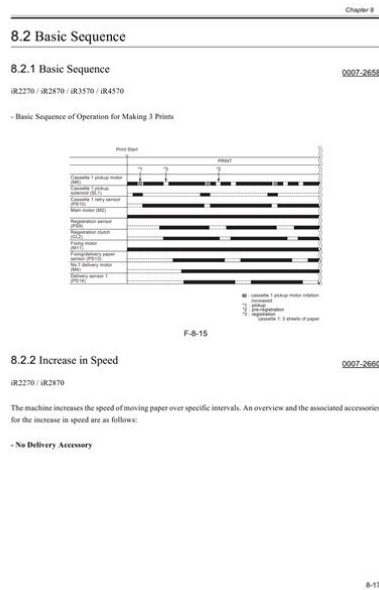 Chapter 8
8.2 Basic Sequence
8.2.1 Basic Sequence
0007-2658
iR2270 / iR2870 / iR3570 / iR4570
- Basic Sequence of Operation for Making 3 Prints
Print Start
PRINT
*1 *2 *3
Cassette 1 pickup motor
(M6)
Cassette 1 pickup
solenoid (SL1)
Cassette 1 retry sensor
(PS10)
Main motor (M2)
Registration sensor
(PS9)
Registration clutch
(CL2)
Fixing motor
(M11)
Fixing/delivery paper
sensor (PS13)
No.1 delivery motor
(M4)
Delivery sensor 1
(PS14)
: cassette 1 pickup motor rotation
increased
*1 : pickup
*2 : pre-registration
*3 : registration
cassette 1: 3 sheets of paper
F-8-15
8.2.2 Increase in Speed
0007-2660
iR2270 / iR2870
The machine increases the speed of moving paper over specific intervals. An overview and the associated accessories
for the increase in speed are as follows:
- No Delivery Accessory